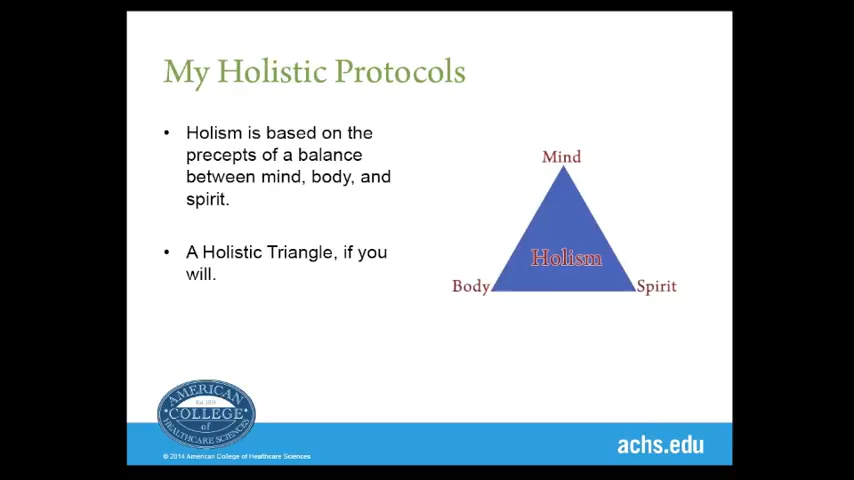 My Holistic Protocols
• Holism is based on the
precepts of a balance
between mind, body, and
spirit.
• A Holistic Triangle, if you
will.
Mind
Holism
Body
Spirit
AMERICAN
COLLEGE
of
HEALTHCARE SCIENCES
achs.edu
© 2014 American College of Healthcare Sciences